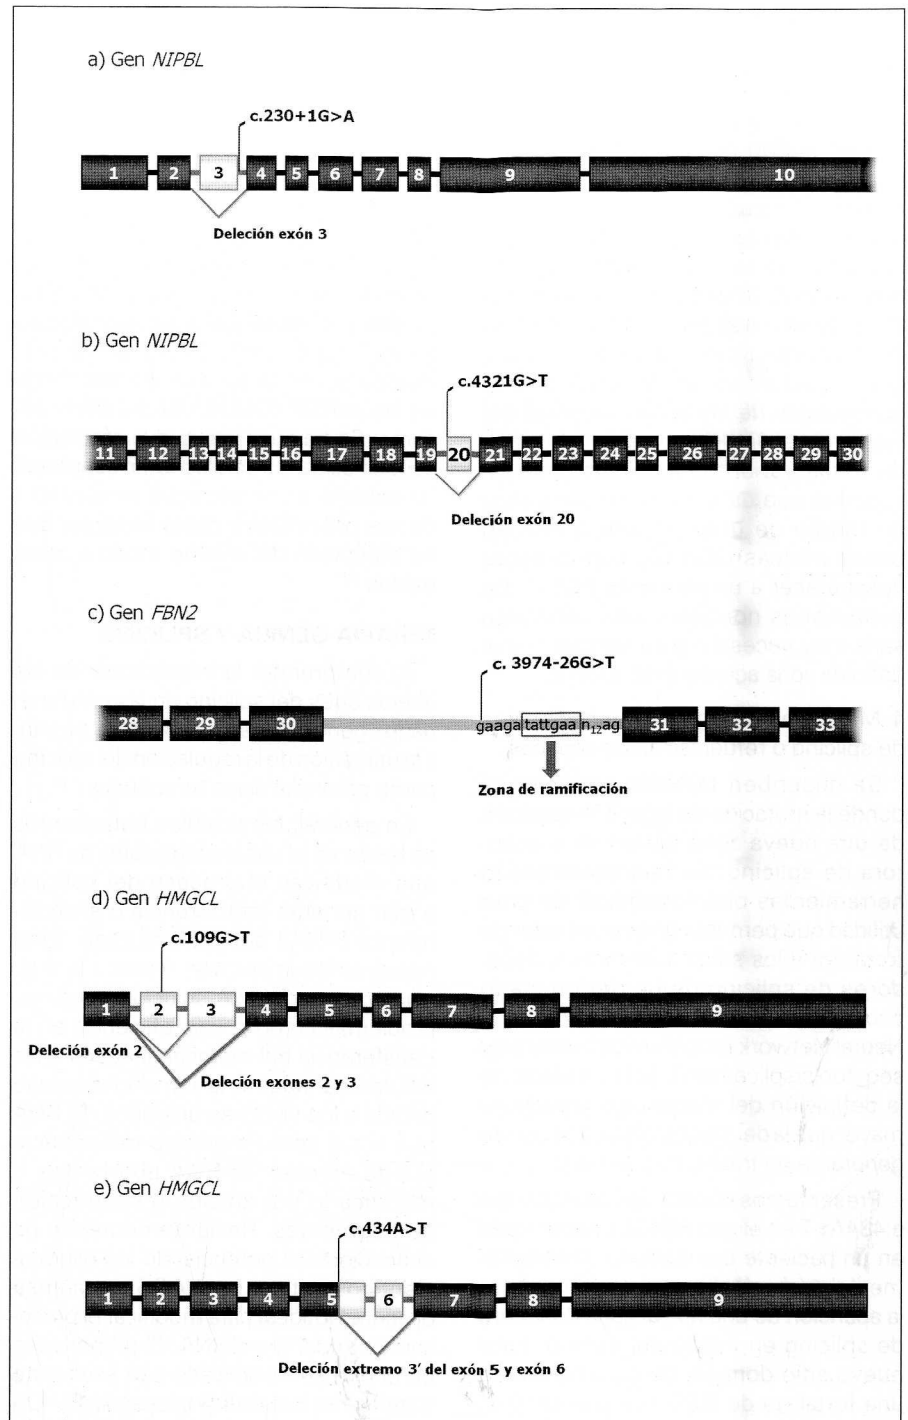 a) Gen NIPBL
c.230+1G>A
1 2 3 4 5 6 7 8 9 10
Deleción exón 3
b) Gen NIPBL
c.4321G>T
11 12 13 14 15 16 17 18 19 20 21 22 23 24 25 26 27 28 29 30
Deleción exón 20
c) Gen FBN2
c. 3974-26G>T
28 29 30 gaaga tattgaa n12ag 31 32 33
Zona de ramificación
d) Gen HMGCL
c.109G>T
1 2 3 4 5 6 7 8 9
Deleción exón 2
Deleción exones 2 y 3
e) Gen HMGCL
c.434A>T
1 2 3 4 5 6 7 8 9
Deleción extremo 3' del exón 5 y exón 6